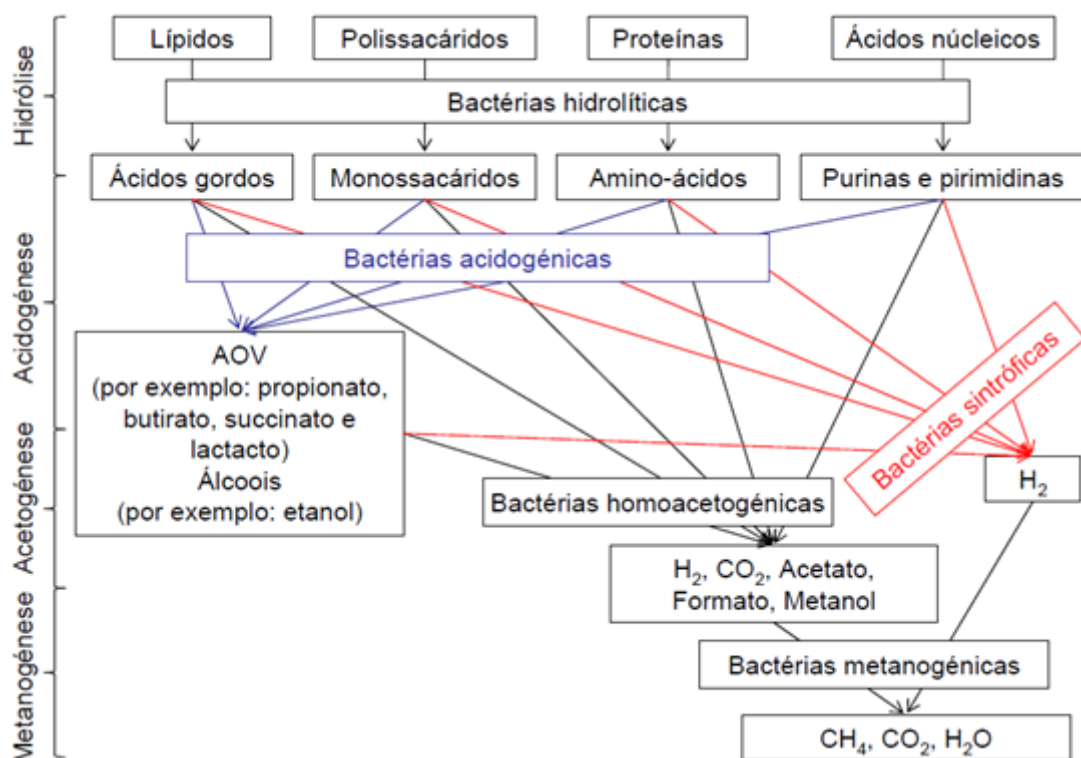 Hidrólise
Lípidos
Polissacáridos
Proteínas
Ácidos núcleicos
Bactérias hidrolíticas
Ácidos gordos
Monossacáridos
Amino-ácidos
Purinas e pirimidinas
Acidogénese
Bactérias acidogénicas
AOV
(por exemplo: propionato,
butirato, succinato e
lactacto)
Álcoois
(por exemplo: etanol)
Bactérias sintróficas
H₂
Acetogénese
Bactérias homoacetogénicas
H₂, CO₂, Acetato,
Formato, Metanol
Metanogénese
Bactérias metanogénicas
CH₄, CO₂, H₂O